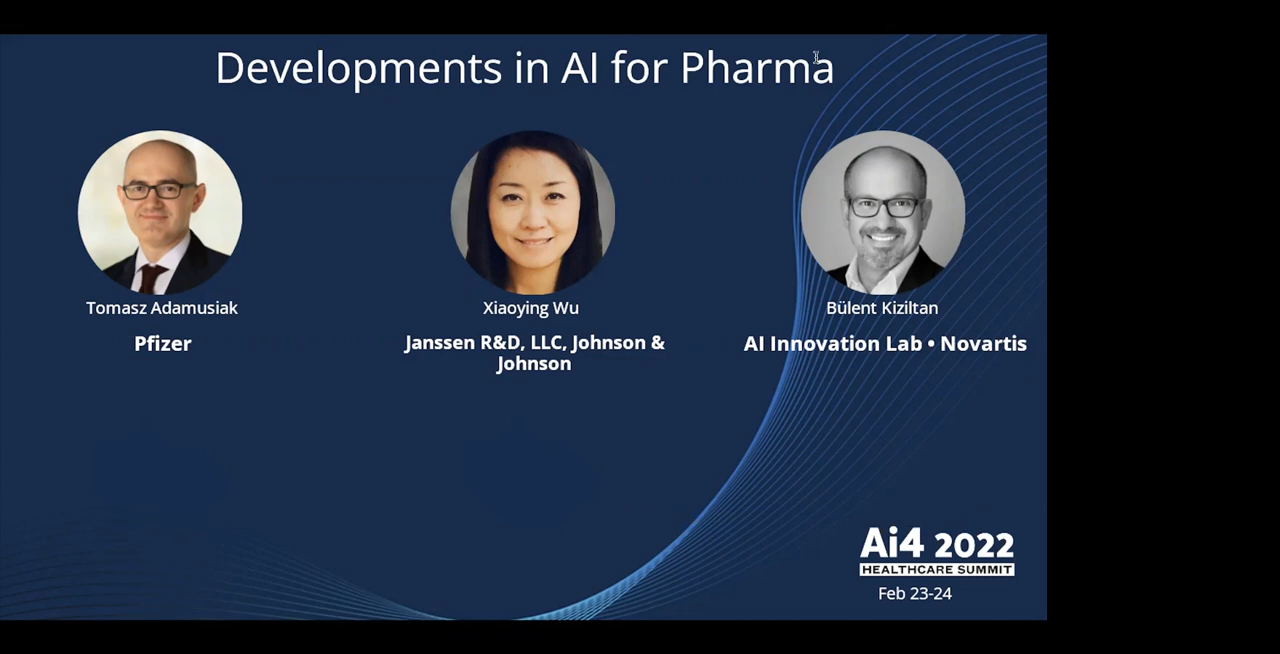 Developments in AI for Pharma
Tomasz Adamusiak
Xiaoying Wu
Bülent Kiziltan
Pfizer
Janssen R&D, LLC, Johnson &
Johnson
AI Innovation Lab • Novartis
Ai4 2022
HEALTHCARE SUMMIT
Feb 23-24